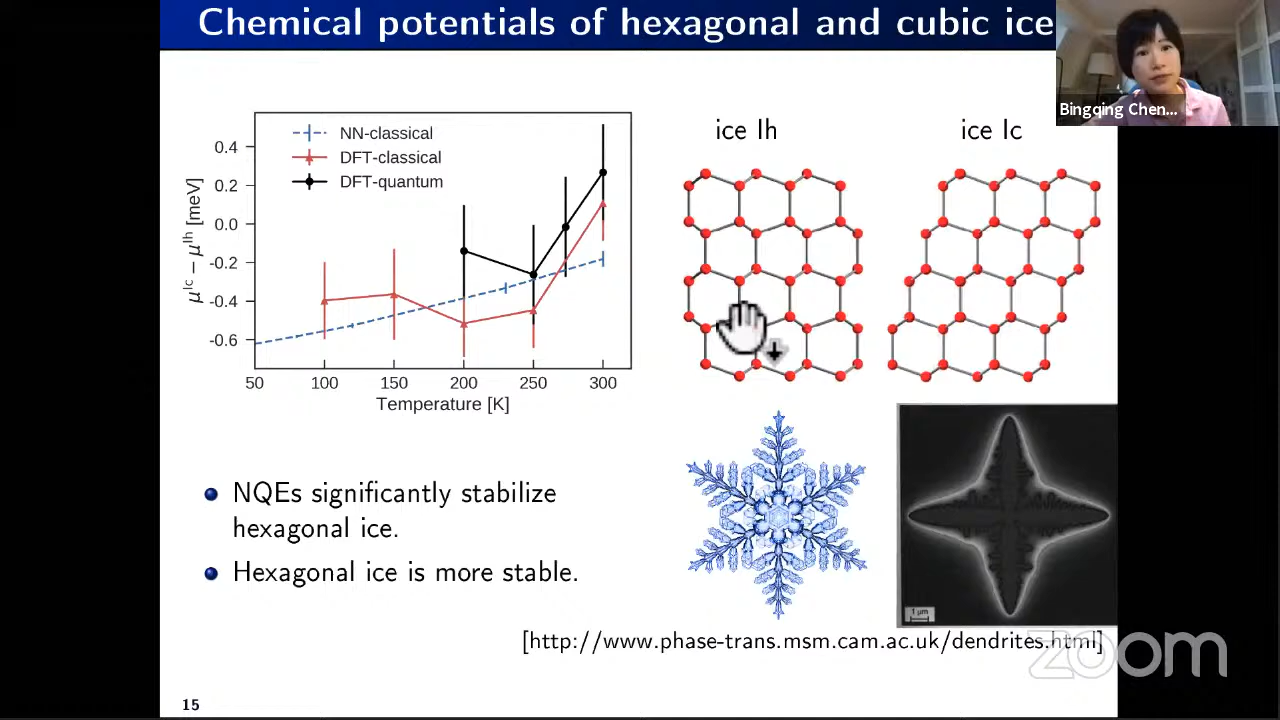 Chemical potentials of hexagonal and cubic ice
Bingqing Chen...
NN-classical
DFT-classical
DFT-quantum
0.4
0.2
0.0
-0.2
-0.4
-0.6
μIc − μIh [meV]
50 100 150 200 250 300
Temperature [K]
ice Ih
ice Ic
NQEs significantly stabilize
hexagonal ice.
Hexagonal ice is more stable.
1 μm
[http://www.phase-trans.msm.cam.ac.uk/dendrites.html]
zoom
15